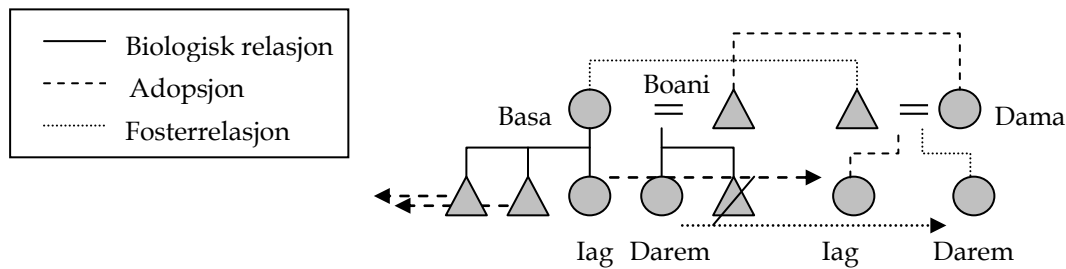 Biologisk relasjon
Adopsjon
Fosterrelasjon
Boani
Basa
Dama
Iag Darem Iag Darem